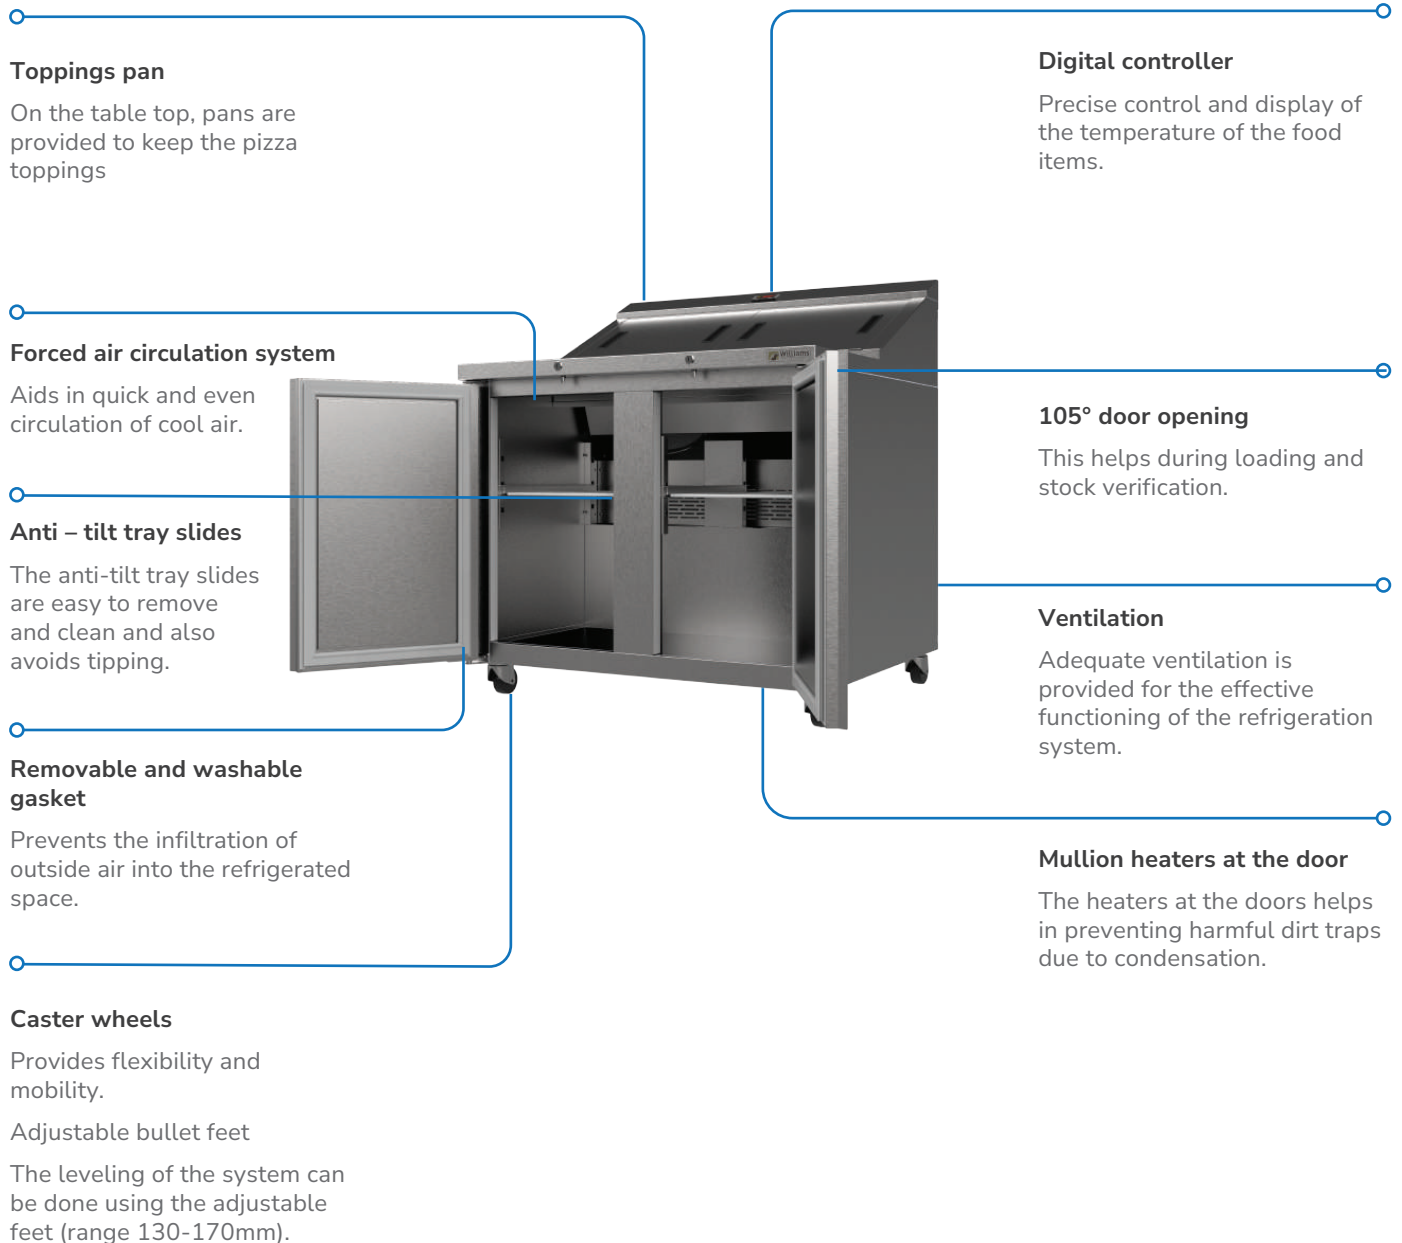 Toppings pan
On the table top, pans are
provided to keep the pizza
toppings
Forced air circulation system
Aids in quick and even
circulation of cool air.
Anti – tilt tray slides
The anti-tilt tray slides
are easy to remove
and clean and also
avoids tipping.
Removable and washable
gasket
Prevents the infiltration of
outside air into the refrigerated
space.
Caster wheels
Provides flexibility and
mobility.
Adjustable bullet feet
The leveling of the system can
be done using the adjustable
feet (range 130-170mm).
williams
Digital controller
Precise control and display of
the temperature of the food
items.
105° door opening
This helps during loading and
stock verification.
Ventilation
Adequate ventilation is
provided for the effective
functioning of the refrigeration
system.
Mullion heaters at the door
The heaters at the doors helps
in preventing harmful dirt traps
due to condensation.